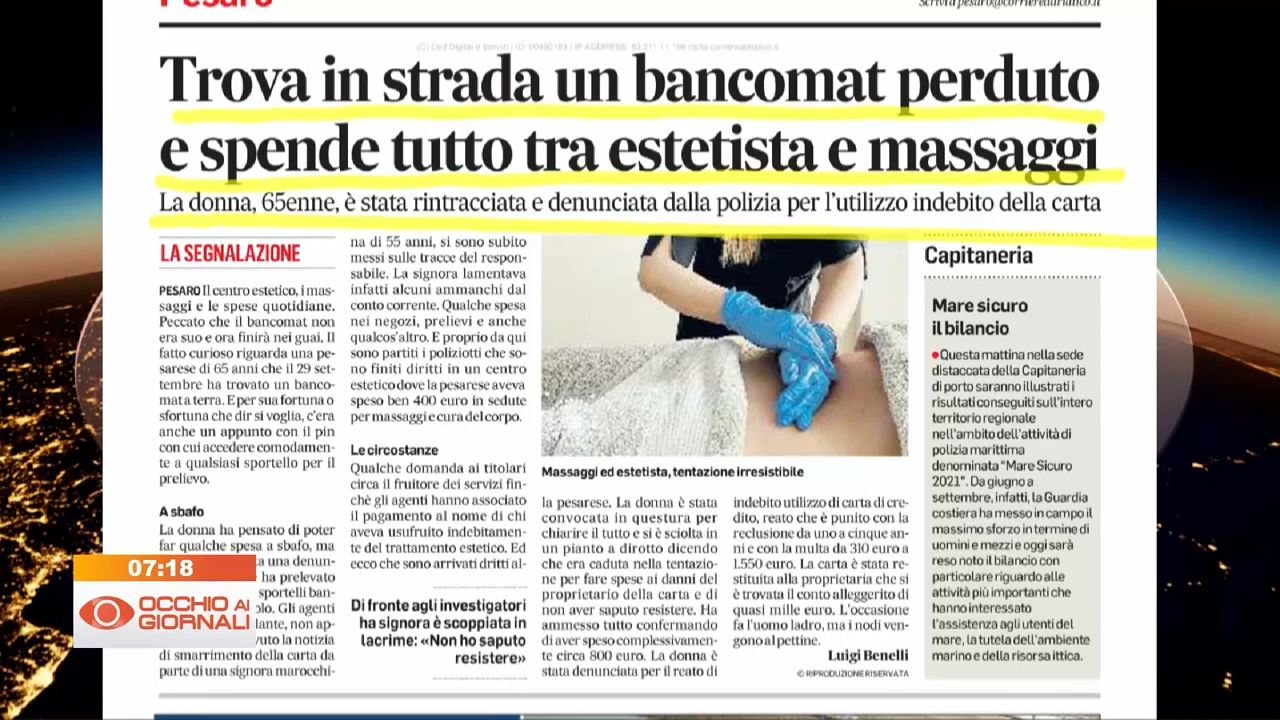 Pesaro
Scrivi a pesaro@corriereadriatico.it
Trova in strada un bancomat perduto
e spende tutto tra estetista e massaggi
La donna, 65enne, è stata rintracciata e denunciata dalla polizia per l'utilizzo indebito della carta
LA SEGNALAZIONE
PESARO Il centro estetico, i mas-
saggi e le spese quotidiane.
Peccato che il bancomat non
era suo e ora finirà nei guai. Il
fatto curioso riguarda una pe-
sarese di 65 anni che il 29 set-
tembre ha trovato un banco-
mat a terra. E per sua fortuna o
sfortuna che dir si voglia, c'era
anche un appunto con il pin
con cui accedere comodamen-
te a qualsiasi sportello per il
prelievo.
A sbafo
La donna ha pensato di poter
far qualche spesa a sbafo, ma
a una denun-
ha prelevato
sportelli ban-
olo. Gli agenti
lante, non ap-
vuto la notizia
di smarrimento della carta da
parte di una signora marocchi-
na di 55 anni, si sono subito
messi sulle tracce del respon-
sabile. La signora lamentava
infatti alcuni ammanchi dal
conto corrente. Qualche spesa
nei negozi, prelievi e anche
qualcos'altro. E proprio da qui
sono partiti i poliziotti che so-
no finiti diritti in un centro
estetico dove la pesarese aveva
speso ben 400 euro in sedute
per massaggi e cura del corpo.
Le circostanze
Qualche domanda ai titolari
circa il fruitore dei servizi fin-
chè gli agenti hanno associato
il pagamento al nome di chi
aveva usufruito indebitamen-
te del trattamento estetico. Ed
ecco che sono arrivati dritti al-
Di fronte agli investigatori
ha signora è scoppiata in
lacrime: «Non ho saputo
resistere»
Massaggi ed estetista, tentazione irresistibile
la pesarese. La donna è stata
convocata in questura per
chiarire il tutto e si è sciolta in
un pianto a dirotto dicendo
che era caduta nella tentazio-
ne per fare spese ai danni del
proprietario della carta e di
non aver saputo resistere. Ha
ammesso tutto confermando
di aver speso complessivamen-
te circa 800 euro. La donna è
stata denunciata per il reato di
indebito utilizzo di carta di cre-
dito, reato che è punito con la
reclusione da uno a cinque an-
ni e con la multa da 310 euro a
1.550 euro. La carta è stata re-
stituita alla proprietaria che si
è trovata il conto alleggerito di
quasi mille euro. L'occasione
fa l'uomo ladro, ma i nodi ven-
gono al pettine.
Luigi Benelli
© RIPRODUZIONE RISERVATA
Capitaneria
Mare sicuro
il bilancio
●Questa mattina nella sede
distaccata della Capitaneria
di porto saranno illustrati i
risultati conseguiti sull'intero
territorio regionale
nell'ambito dell'attività di
polizia marittima
denominata "Mare Sicuro
2021". Da giugno a
settembre, infatti, la Guardia
costiera ha messo in campo il
massimo sforzo in termine di
uomini e mezzi e oggi sarà
reso noto il bilancio con
particolare riguardo alle
attività più importanti che
hanno interessato
l'assistenza agli utenti del
mare, la tutela dell'ambiente
marino e della risorsa ittica.
07:18
OCCHIO AI
GIORNALI